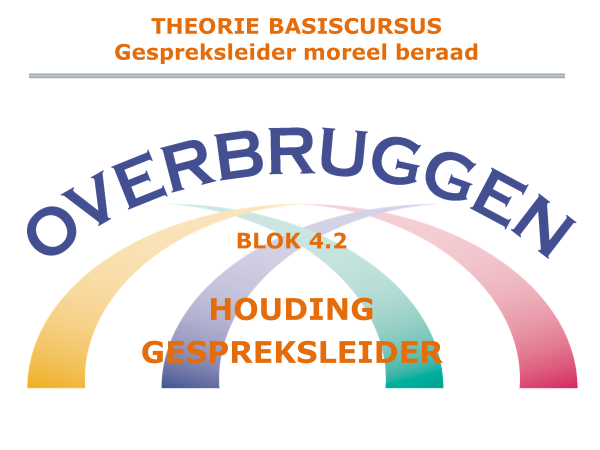 THEORIE BASISCURSUS
Gespreksleider moreel beraad
OVERBRUGGEN
BLOK 4.2
HOUDING
GESPREKSLEIDER